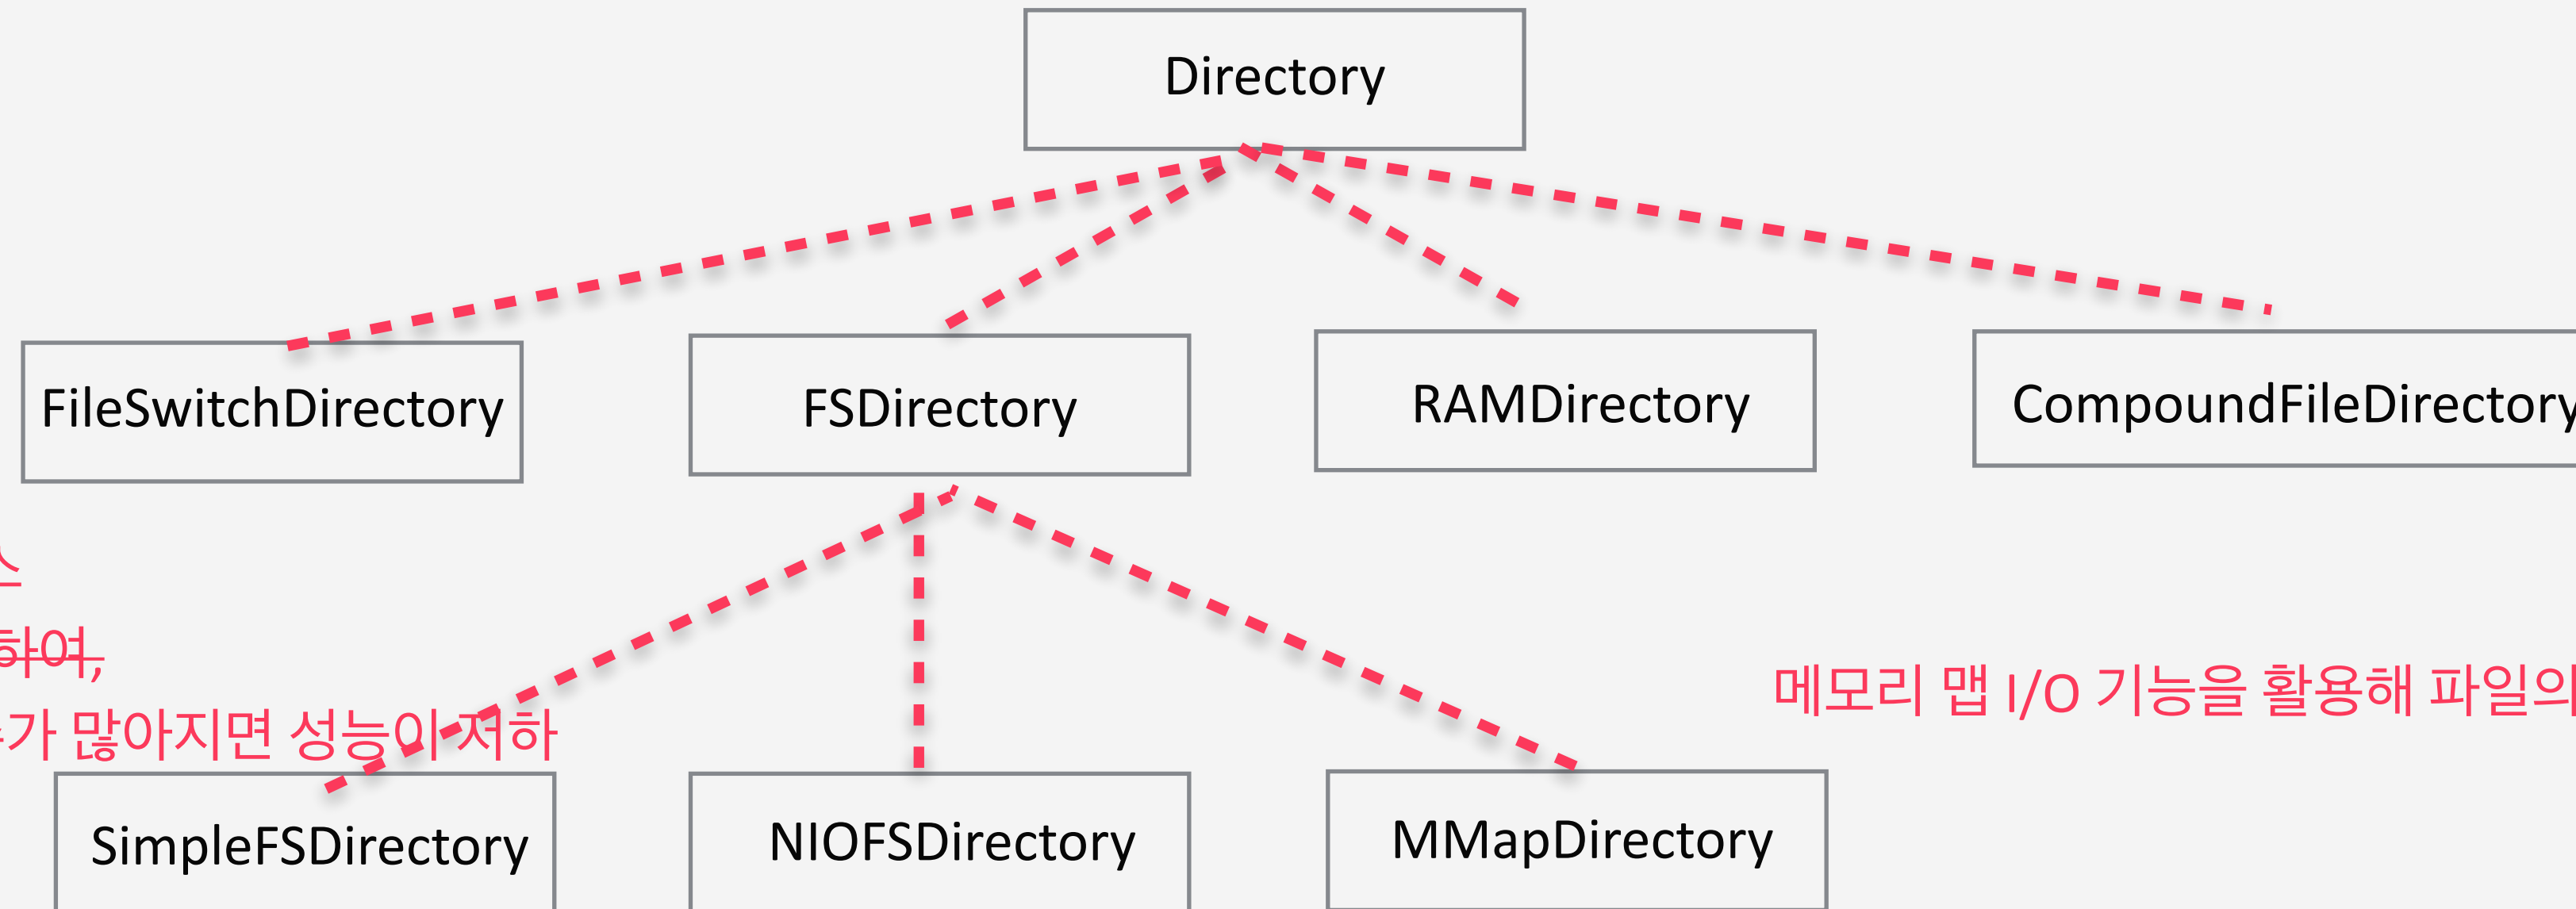 Directory
FileSwitchDirectory
FSDirectory
RAMDirectory
CompoundFileDirectory
하여,
많아지면 성능이 저하
메모리 맵 I/O 기능을 활용해 파일의
SimpleFSDirectory
NIOFSDirectory
MMapDirectory